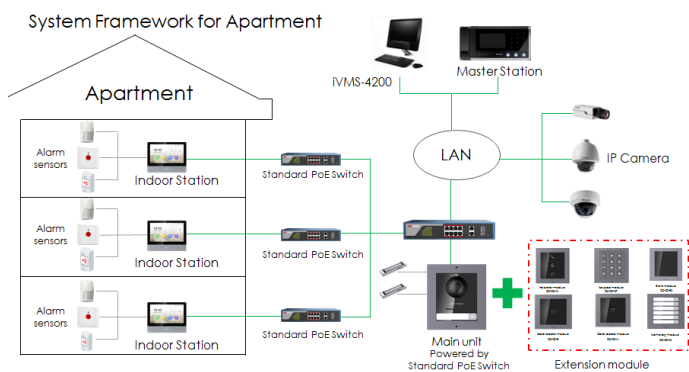 System Framework for Apartment
iVMS-4200
Master Station
Apartment
LAN
IP Camera
Alarm
sensors
Indoor Station
Standard PoE Switch
Alarm
sensors
Indoor Station
Standard PoE Switch
Alarm
sensors
Indoor Station
Standard PoE Switch
Main unit
Powered by
Standard PoE Switch
Extension module